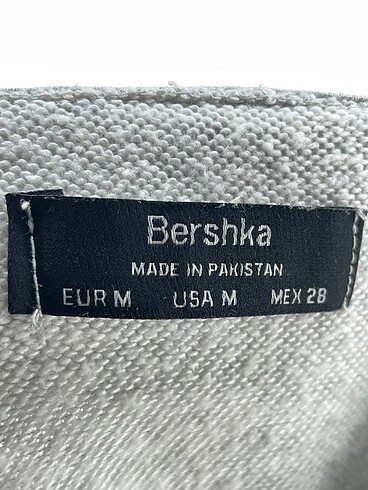 Bershka
MADE IN PAKISTAN
EUR M USA M MEX 28